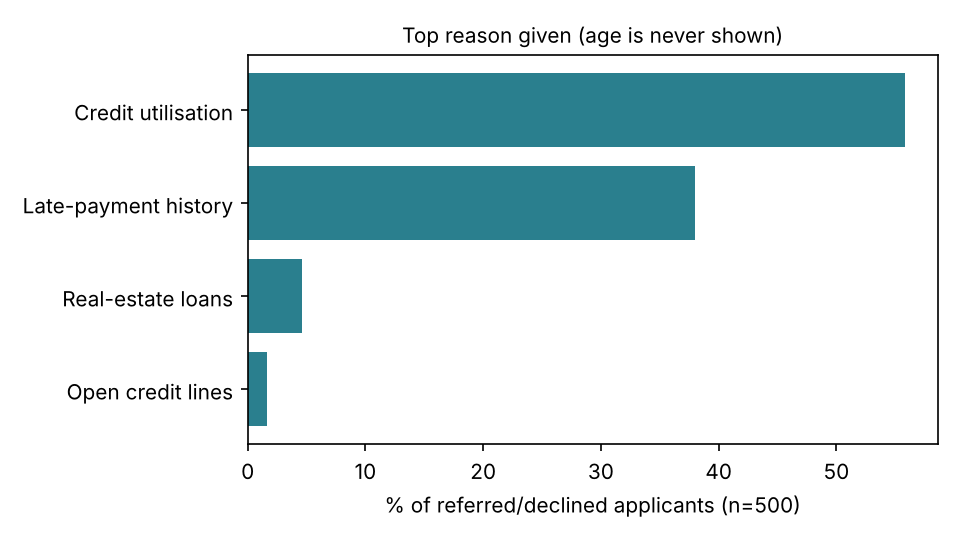 Top reason given (age is never shown)
Credit utilisation
Late-payment history
Real-estate loans
Open credit lines
0 10 20 30 40 50
% of referred/declined applicants (n=500)